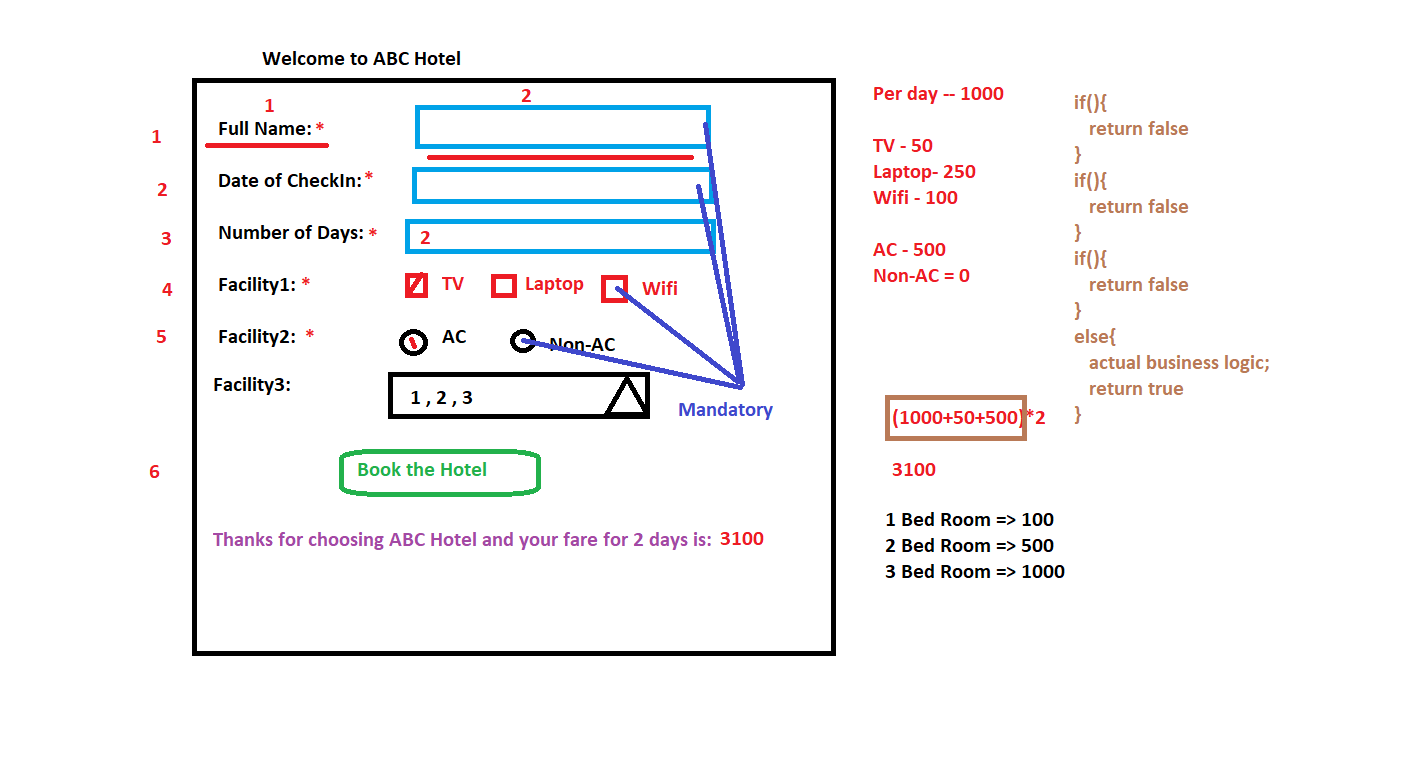 Welcome to ABC Hotel
1
2
1
Full Name: *
2
Date of CheckIn: *
3
Number of Days: *
2
4
Facility1: *
TV
Laptop
Wifi
5
Facility2: *
AC
Non-AC
Facility3:
1 , 2 , 3
Mandatory
6
Book the Hotel
Thanks for choosing ABC Hotel and your fare for 2 days is: 3100
Per day -- 1000
TV - 50
Laptop- 250
Wifi - 100
AC - 500
Non-AC = 0
(1000+50+500)*2
3100
1 Bed Room => 100
2 Bed Room => 500
3 Bed Room => 1000
if(){
return false
}
if(){
return false
}
if(){
return false
}
else{
actual business logic;
return true
}